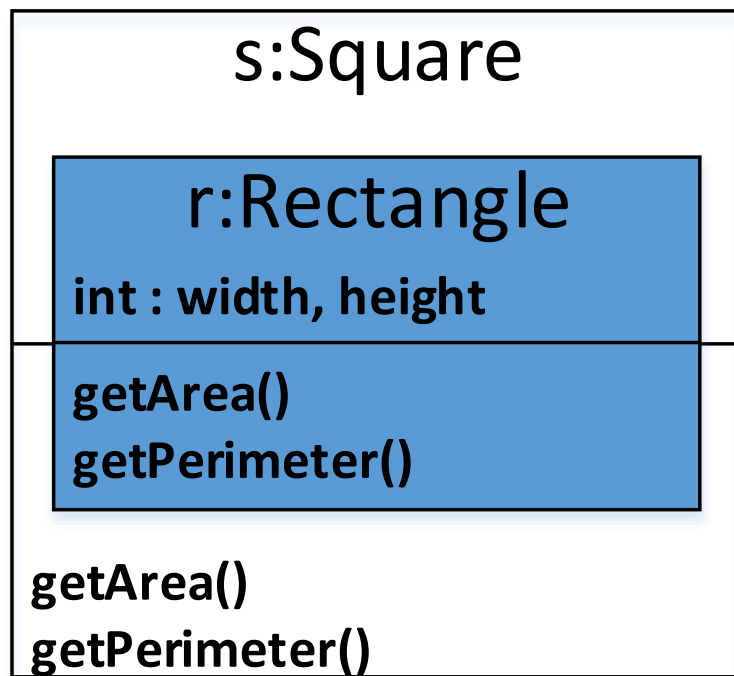 s:Square
r:Rectangle
int : width, height
getArea()
getPerimeter()
getArea()
getPerimeter()